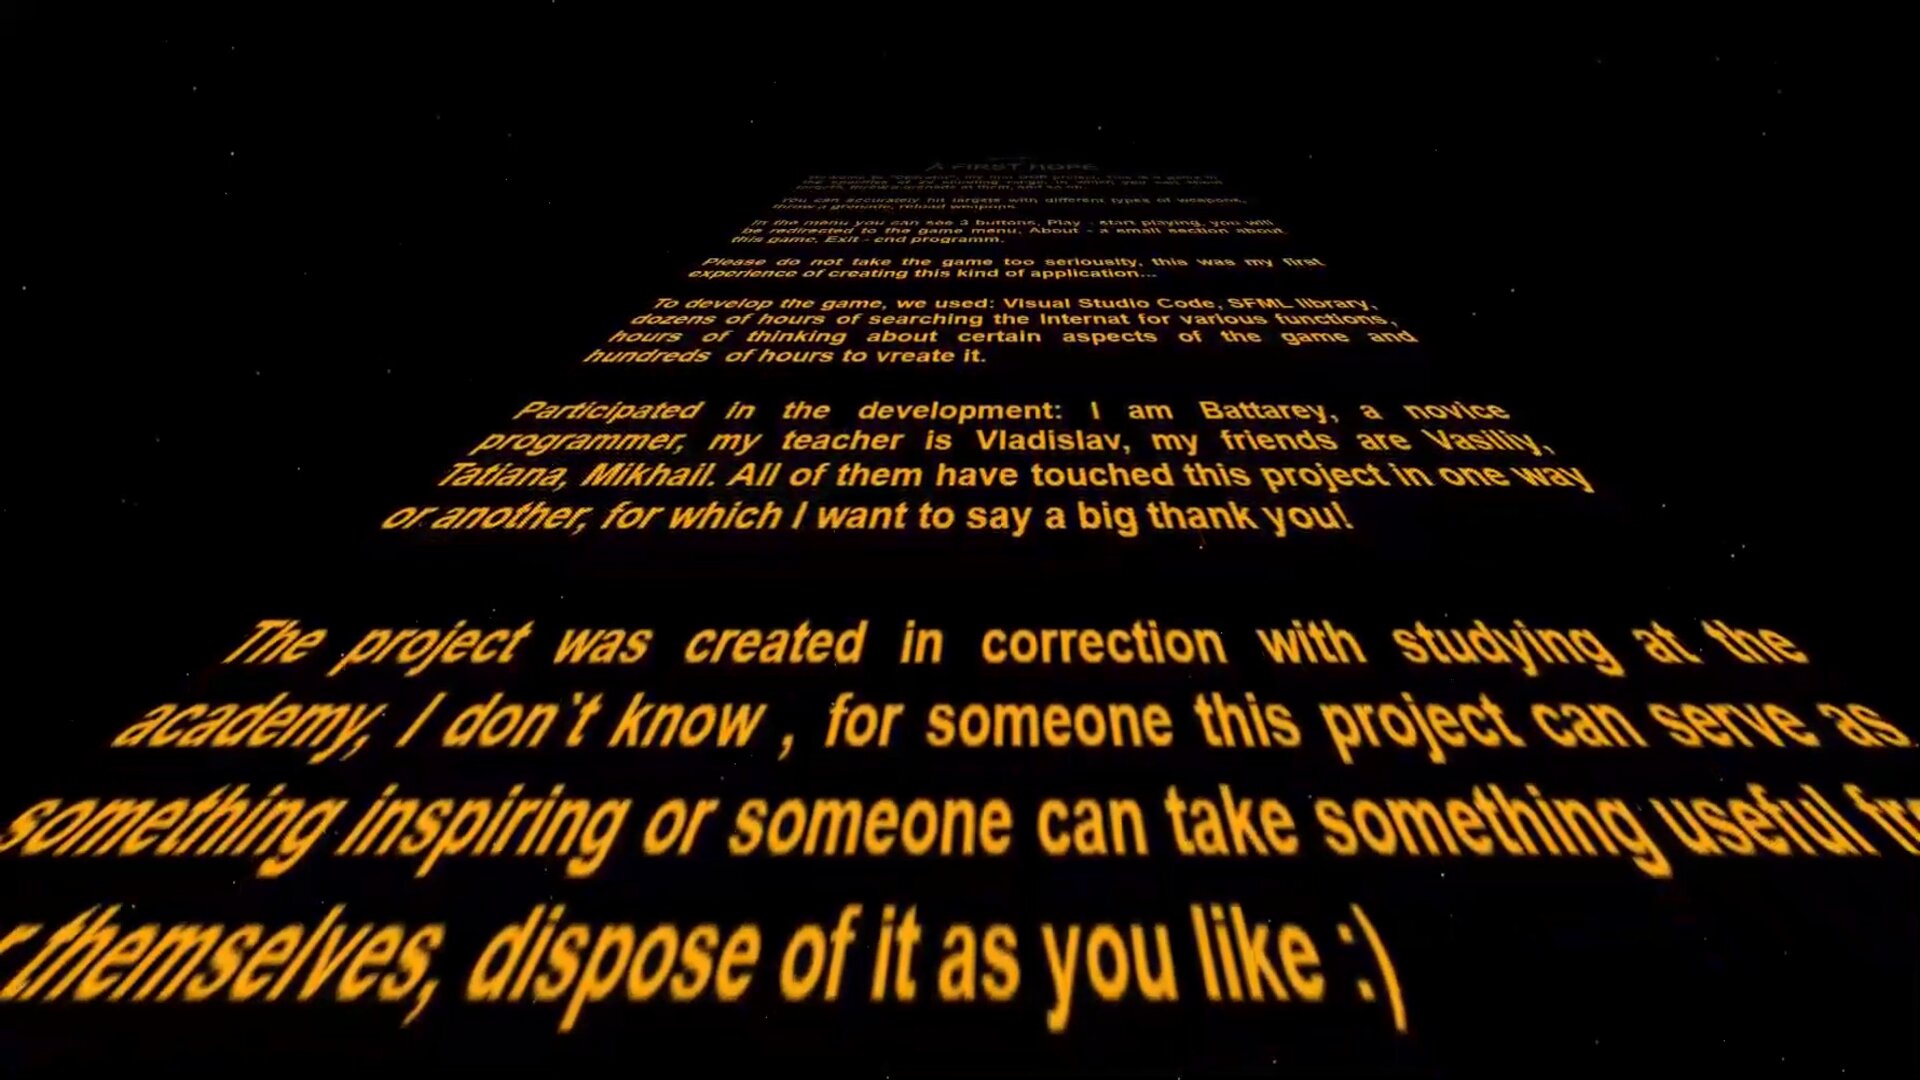 A FIRST HOPE
You can accurately hit targets with different types of weapons,
throw a grenade, reload weapons.
In the menu you can see 3 buttons, Play - start playing, you will
be redirected to the game menu, About - a small section about
this game, Exit - end programm.
Please do not take the game too seriouslty, this was my first
experience of creating this kind of application...
To develop the game, we used: Visual Studio Code, SFML library,
dozens of hours of searching the Internat for various functions,
hours of thinking about certain aspects of the game and
hundreds of hours to vreate it.
Participated in the development: I am Battarey, a novice
programmer, my teacher is Vladislav, my friends are Vasiliy,
Tatiana, Mikhail. All of them have touched this project in one way
or another, for which I want to say a big thank you!
The project was created in correction with studying at the
academy, I don't know , for someone this project can serve as
something inspiring or someone can take something useful fr
r themselves, dispose of it as you like :)